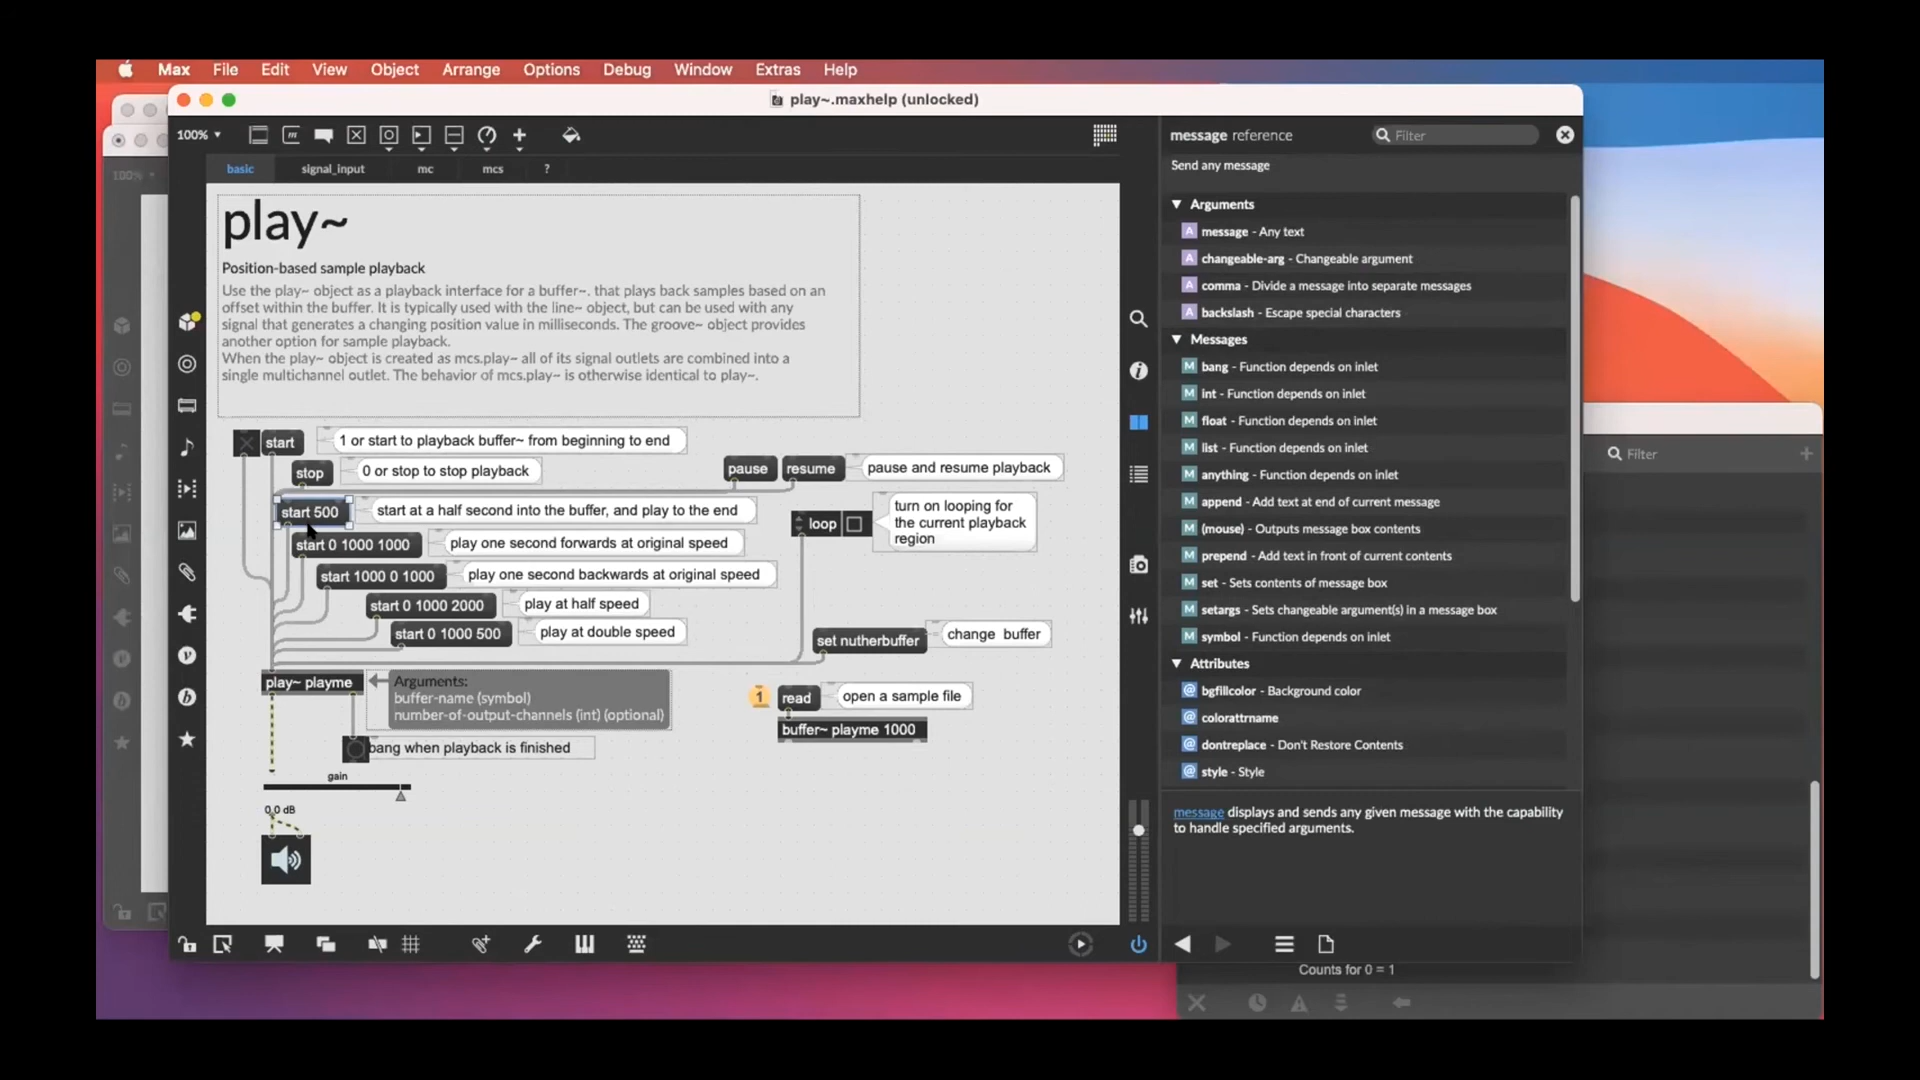 Max File Edit View Object Arrange Options Debug Window Extras Help
play~.maxhelp (unlocked)
100%
basic signal_input mc mcs ?
play~
Position-based sample playback
Use the play~ object as a playback interface for a buffer~. that plays back samples based on an
offset within the buffer. It is typically used with the line~ object, but can be used with any
signal that generates a changing position value in milliseconds. The groove~ object provides
another option for sample playback.
When the play~ object is created as mcs.play~ all of its signal outlets are combined into a
single multichannel outlet. The behavior of mcs.play~ is otherwise identical to play~.
start
1 or start to playback buffer~ from beginning to end
stop
0 or stop to stop playback
pause
resume
pause and resume playback
start 500
start at a half second into the buffer, and play to the end
loop
turn on looping for
the current playback
region
start 0 1000 1000
play one second forwards at original speed
start 1000 0 1000
play one second backwards at original speed
start 0 1000 2000
play at half speed
start 0 1000 500
play at double speed
set nutherbuffer
change buffer
play~ playme
Arguments:
buffer-name (symbol)
number-of-output-channels (int) (optional)
1
read
open a sample file
buffer~ playme 1000
bang when playback is finished
gain
0.0 dB
message reference
Filter
Send any message
Arguments
A message - Any text
A changeable-arg - Changeable argument
A comma - Divide a message into separate messages
A backslash - Escape special characters
Messages
M bang - Function depends on inlet
M int - Function depends on inlet
M float - Function depends on inlet
M list - Function depends on inlet
M anything - Function depends on inlet
M append - Add text at end of current message
M (mouse) - Outputs message box contents
M prepend - Add text in front of current contents
M set - Sets contents of message box
M setargs - Sets changeable argument(s) in a message box
M symbol - Function depends on inlet
Attributes
@ bgfillcolor - Background color
@ colorattrname
@ dontreplace - Don't Restore Contents
@ style - Style
message displays and sends any given message with the capability
to handle specified arguments.
Counts for 0 = 1
Filter
100%